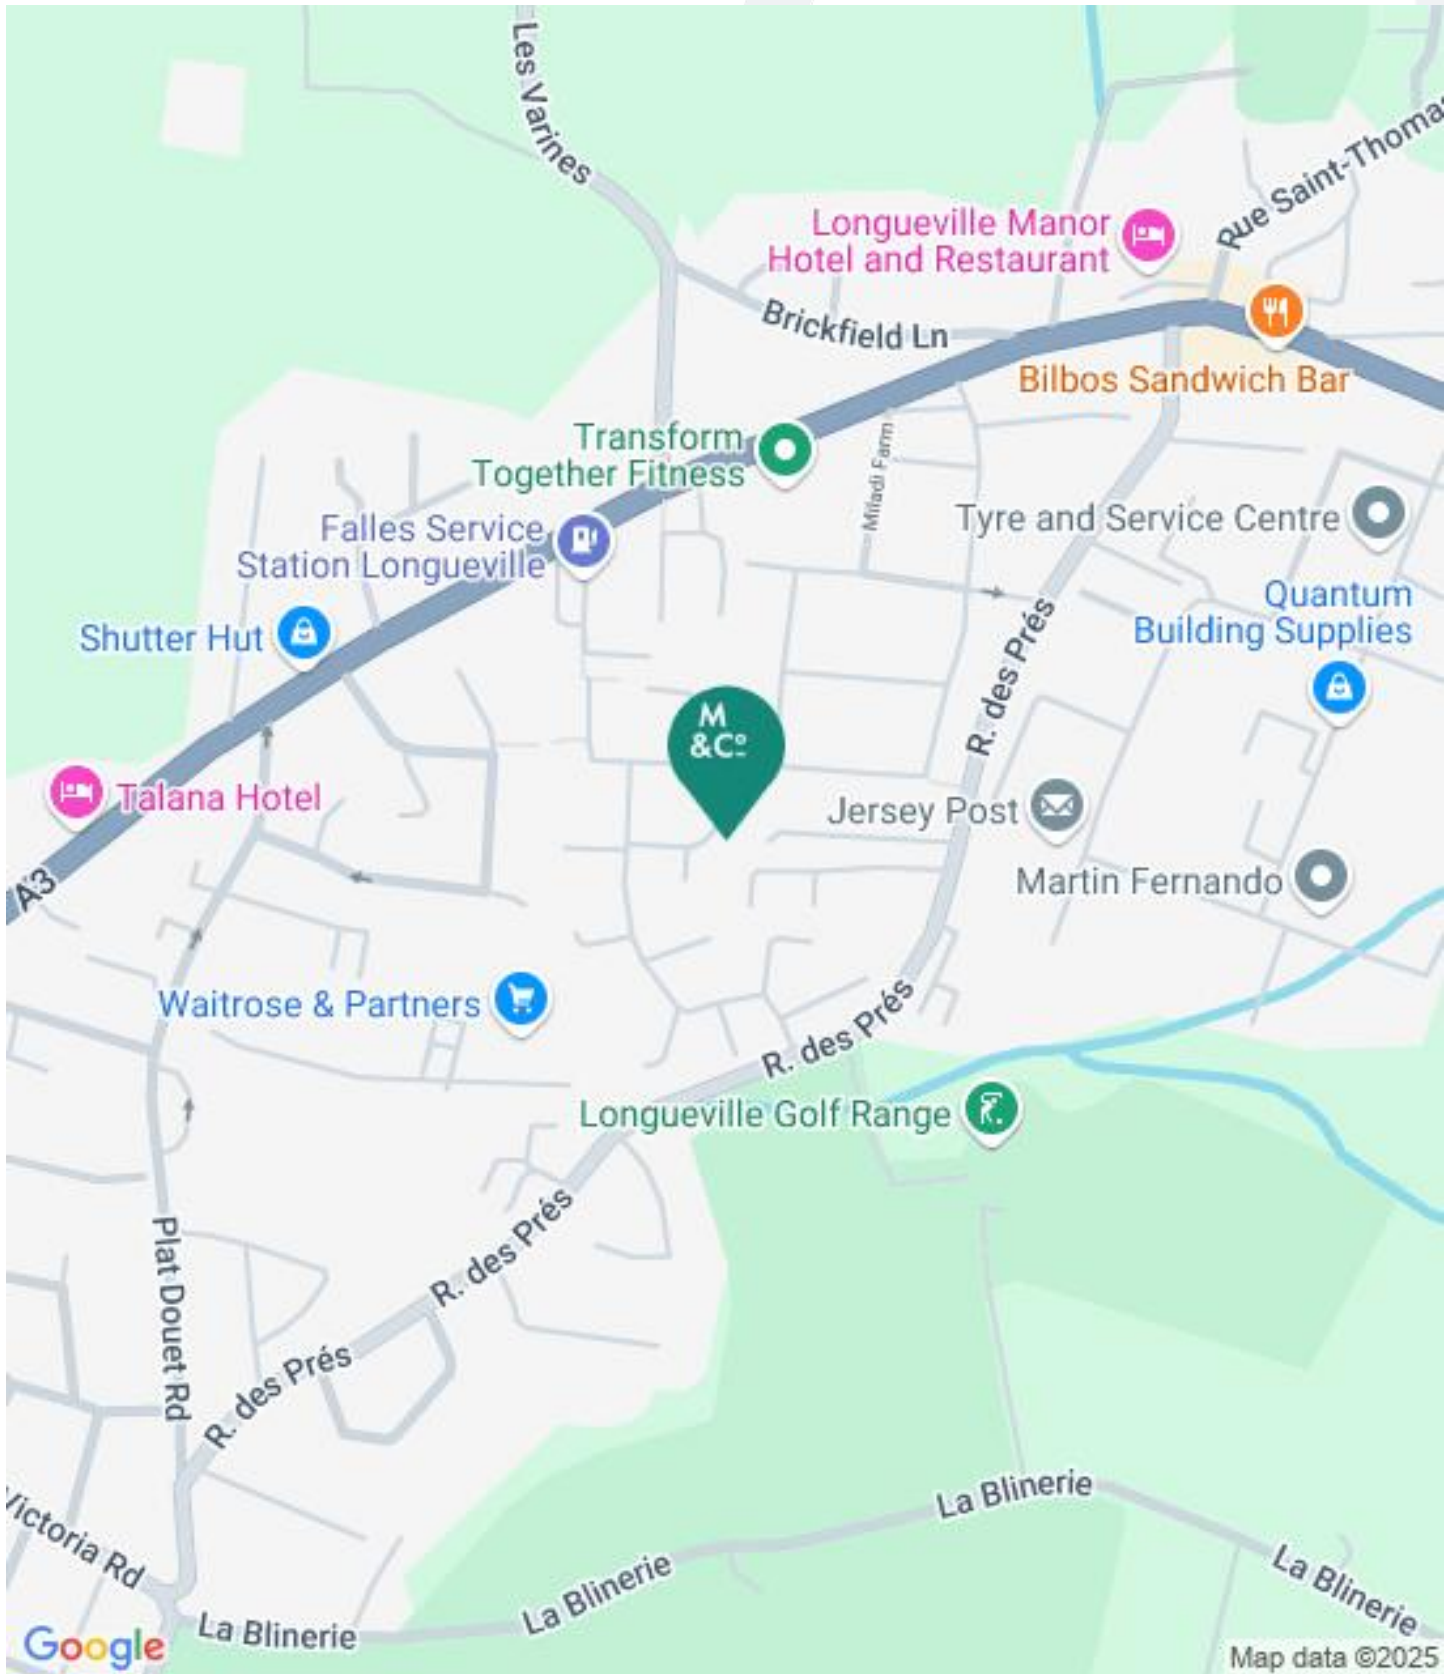 Les Varines
Rue Saint-Thomas
Longueville Manor
Hotel and Restaurant
Brickfield Ln
Bilbos Sandwich Bar
Transform
Together Fitness
Miladi Farm
Falles Service
Station Longueville
Tyre and Service Centre
Quantum
Building Supplies
Shutter Hut
R. des Prés
M
&Cº
Talana Hotel
Jersey Post
A3
Martin Fernando
Waitrose & Partners
R. des Prés
Longueville Golf Range
R. des Prés
Plat Douet Rd
R. des Prés
La Blinerie
Victoria Rd
La Blinerie
La Blinerie
La Blinerie
Google
Map data ©2025